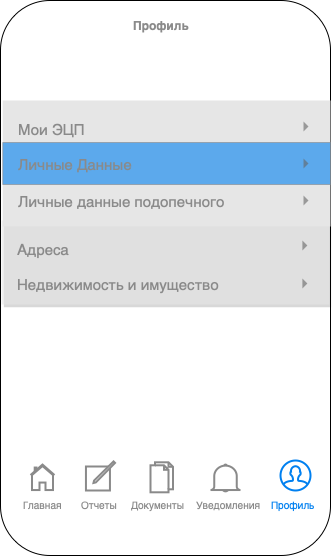 Профиль
Мои ЭЦП
Личные Данные
Личные данные подопечного
Адреса
Недвижимость и имущество
Главная Отчеты Документы Уведомления Профиль